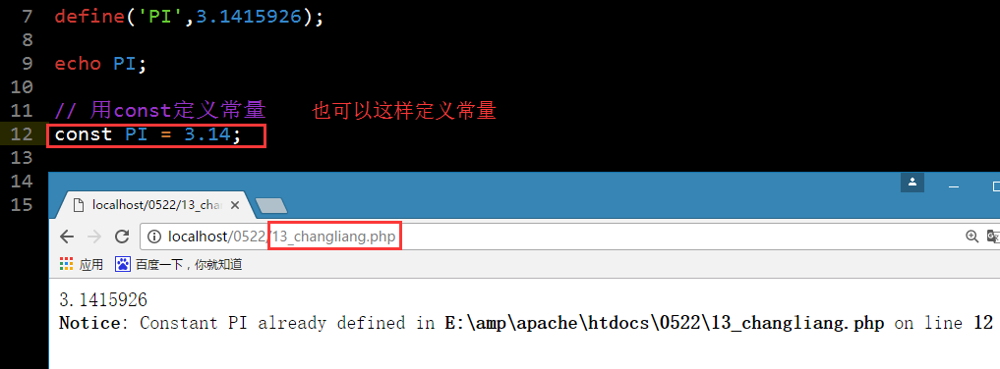 7 define('PI',3.1415926);
8
9 echo PI;
10
11 // 用const定义常量 也可以这样定义常量
12 const PI = 3.14;
13
14
15
localhost/0522/13_cha
localhost/0522/13_changliang.php
应用 百度一下，你就知道
3.1415926
Notice: Constant PI already defined in E:\amp\apache\htdocs\0522\13_changliang.php on line 12